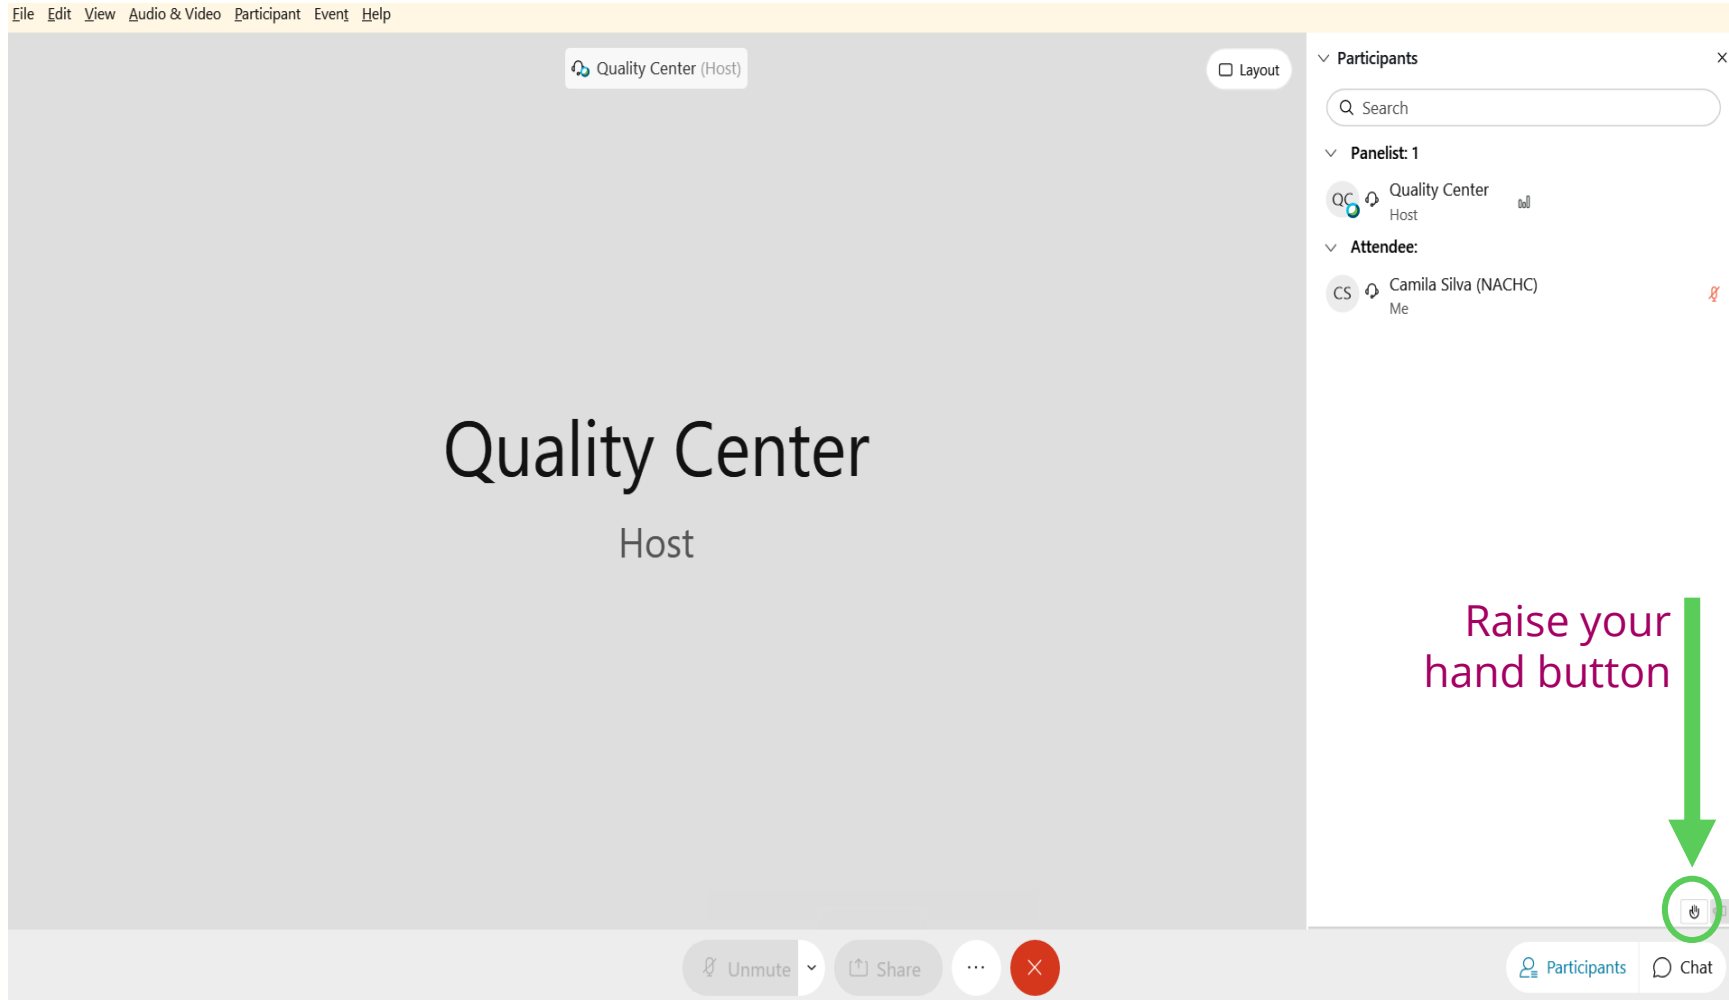 File Edit View Audio & Video Participant Event Help
Quality Center (Host)
Layout
Participants
Search
Panelist: 1
QC
Quality Center
Host
Attendee:
CS
Camila Silva (NACHC)
Me
Quality Center
Host
Raise your
hand button
Unmute
Share
Participants
Chat